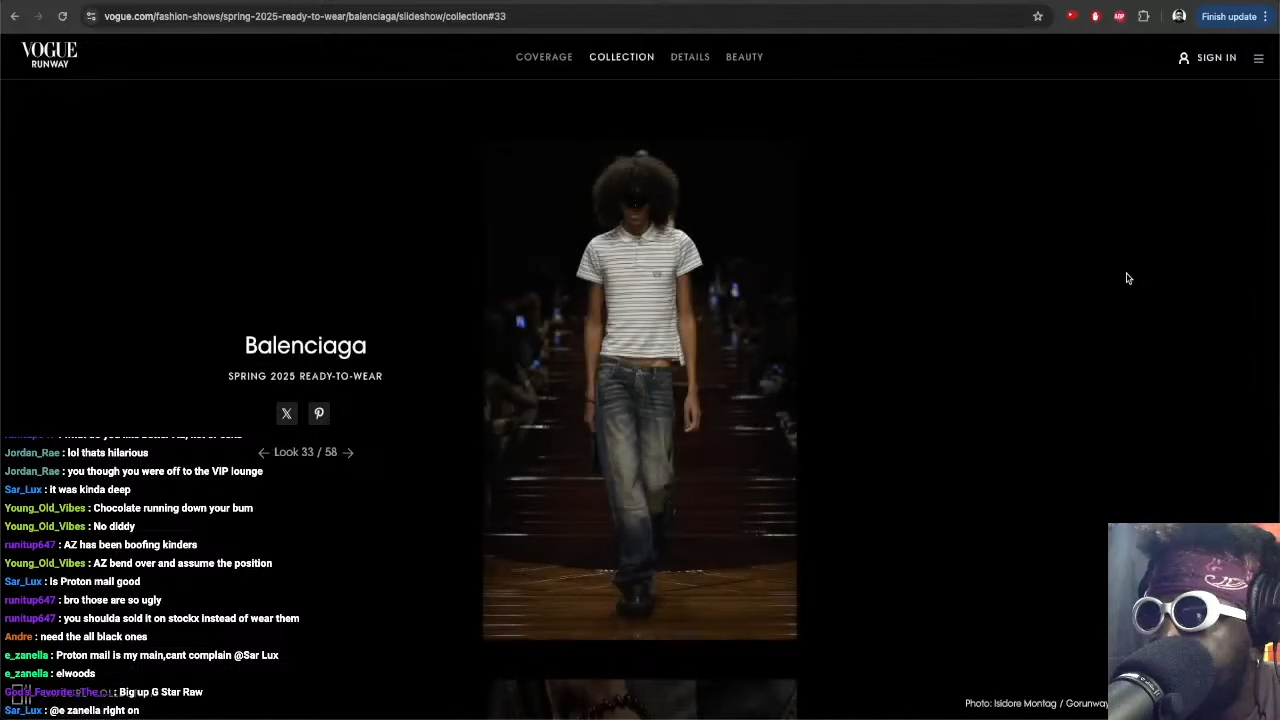 vogue.com/fashion-shows/spring-2025-ready-to-wear/balenciaga/slideshow/collection#33
ABP
Finish update
VOGUE
RUNWAY
COVERAGE
COLLECTION
DETAILS
BEAUTY
SIGN IN
Balenciaga
SPRING 2025 READY-TO-WEAR
Look 33 / 58
Jordan_Rae : lol thats hilarious
Jordan_Rae : you though you were off to the VIP lounge
Sar_Lux : it was kinda deep
Young_Old_Vibes : Chocolate running down your bum
Young_Old_Vibes : No diddy
runitup647 : AZ has been boofing kinders
Young_Old_Vibes : AZ bend over and assume the position
Sar_Lux : is Proton mail good
runitup647 : bro those are so ugly
runitup647 : you shoulda sold it on stockx instead of wear them
Andre : need the all black ones
e_zanella : Proton mail is my main,cant complain @Sar Lux
e_zanella : elwoods
God's_Favorite: Big up G Star Raw
Sar_Lux : @e zanella right on
Photo: Isidore Montag / Gorunway